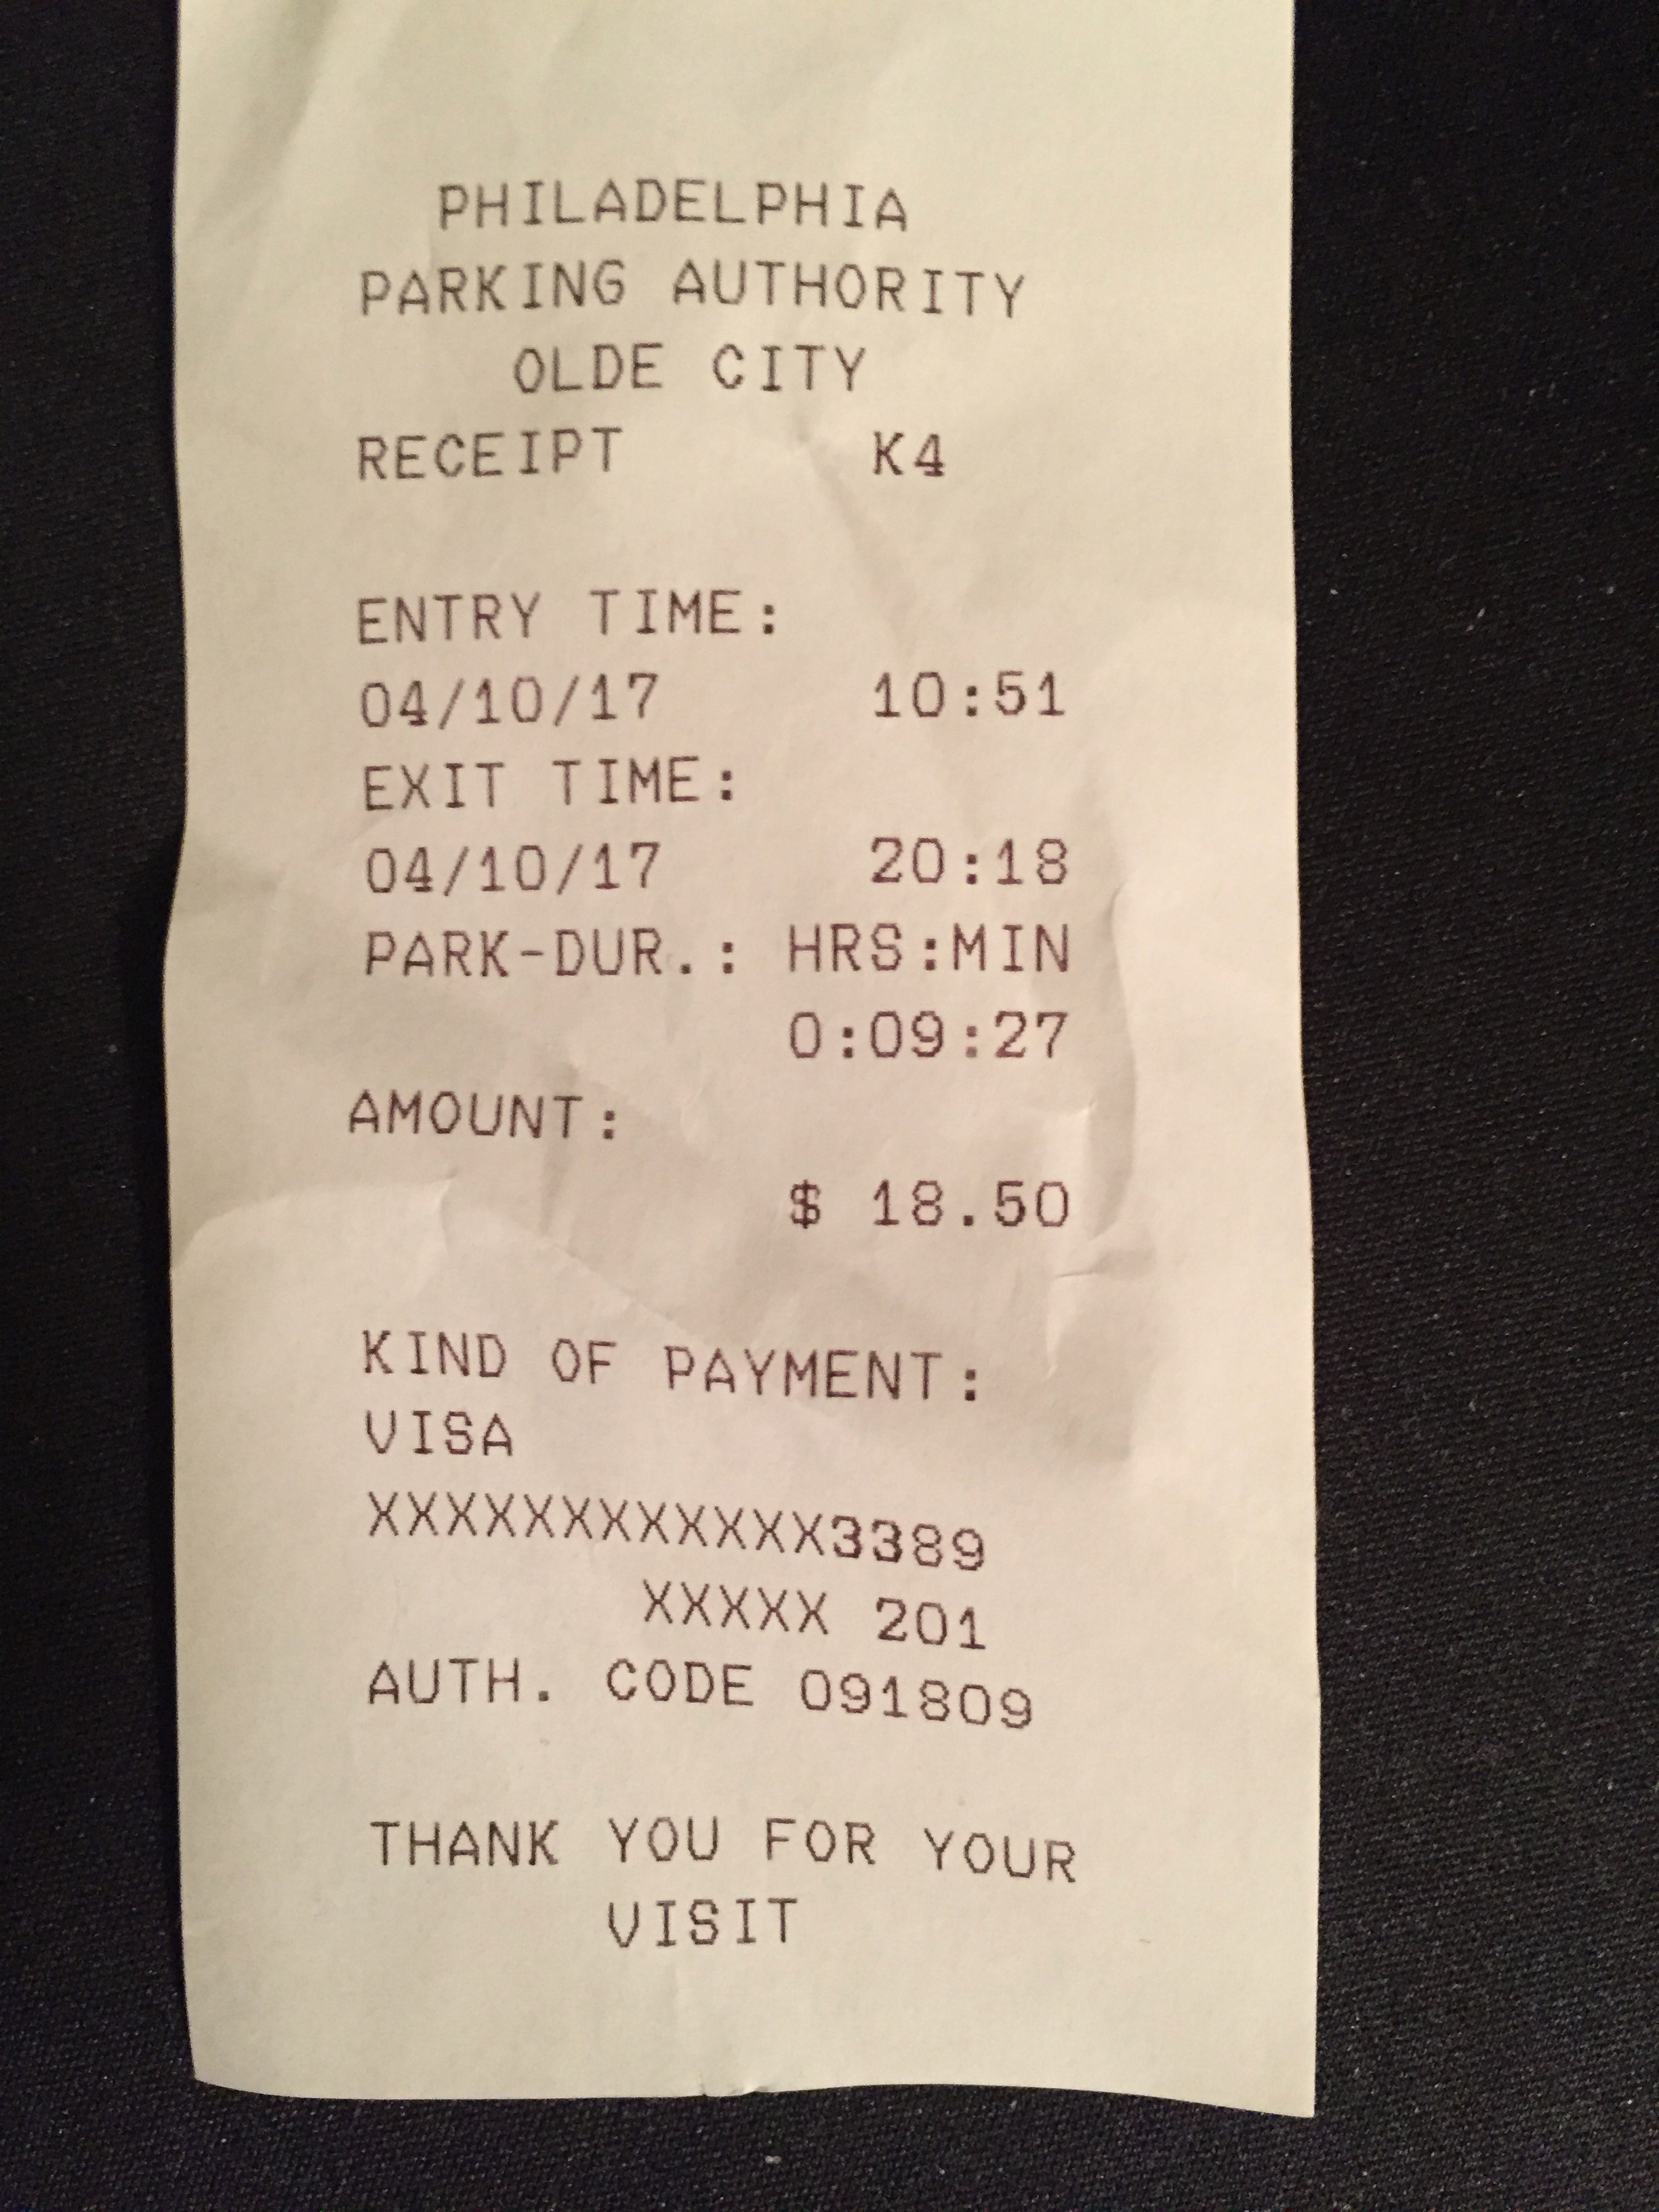 PHILADELPHIA
PARKING AUTHORITY
OLDE CITY
RECEIPT K4
ENTRY TIME:
04/10/17 10:51
EXIT TIME:
04/10/17 20:18
PARK-DUR.: HRS:MIN
0:09:27
AMOUNT:
$ 18.50
KIND OF PAYMENT:
VISA
XXXXXXXXXXXX3389
XXXXX 201
AUTH. CODE 091809
THANK YOU FOR YOUR
VISIT